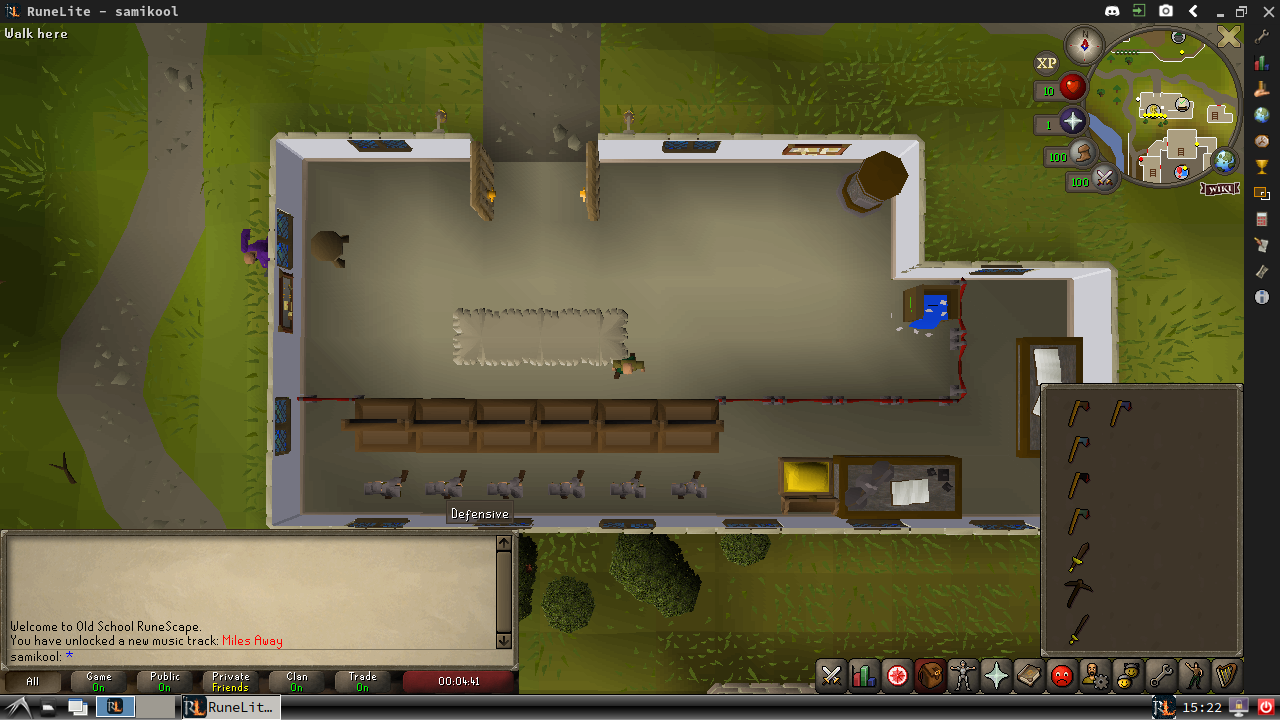 RuneLite - samikool
Walk here
N
XP
10
1
100
100
WIKI
Defensive
Welcome to Old School RuneScape.
You have unlocked a new music track: Miles Away
samikool: *
All
Game
On
Public
On
Private
Friends
Clan
On
Trade
On
00:04:41
RuneLit...
15:22